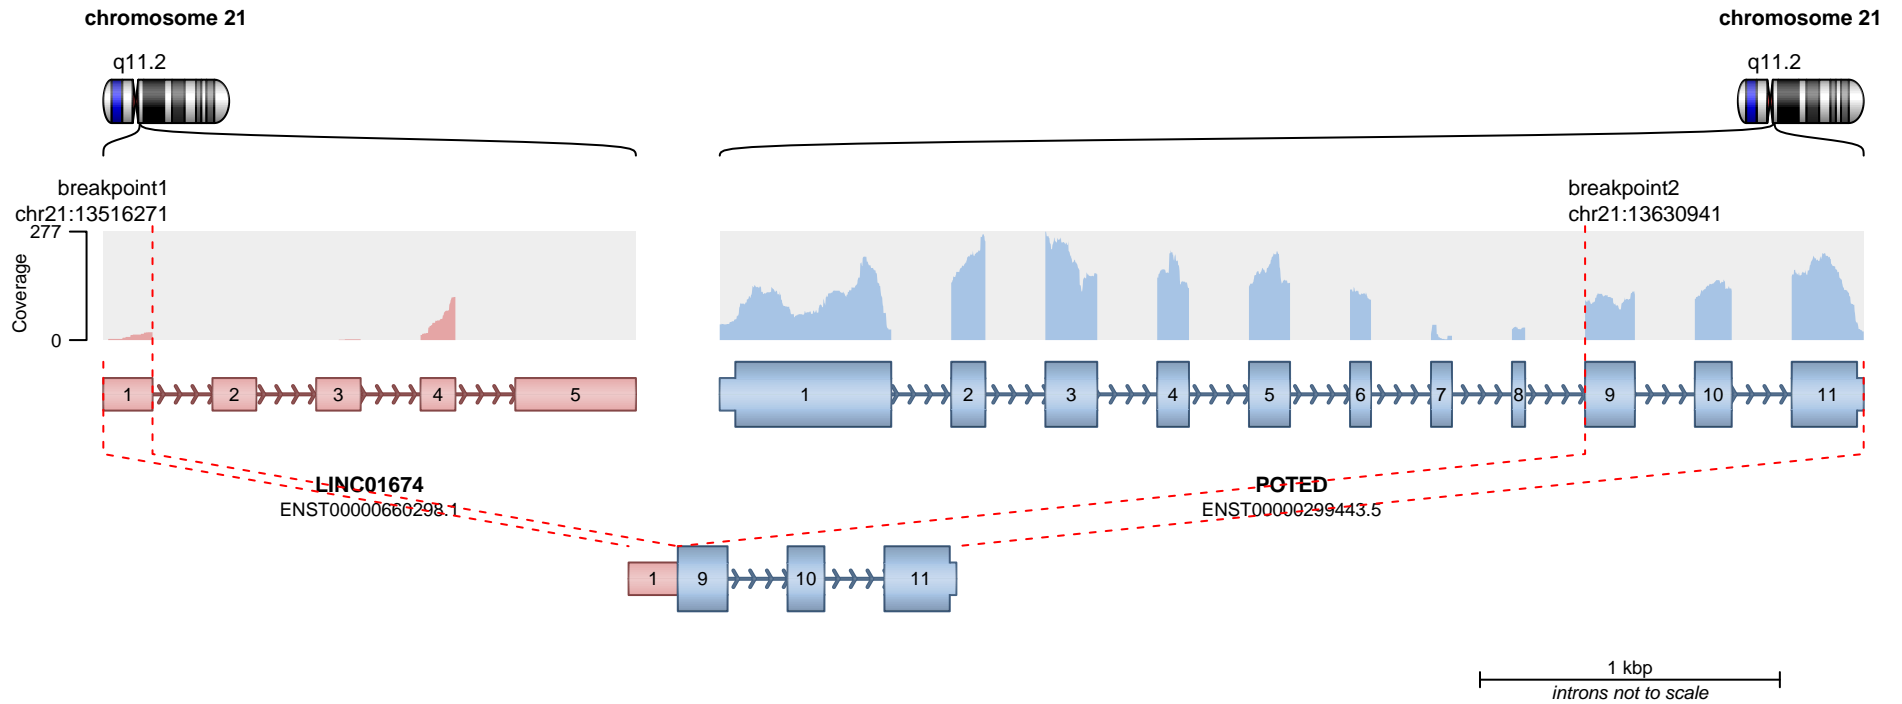 chromosome 21
chromosome 21
q11.2
q11.2
breakpoint1
chr21:13516271
breakpoint2
chr21:13630941
277
Coverage
0
1 2 3 4 5
1 2 3 4 5 6 7 8 9 10 11
LINC01674
ENST00000660298.1
POTED
ENST00000299443.5
1 9 10 11
1 kbp
introns not to scale